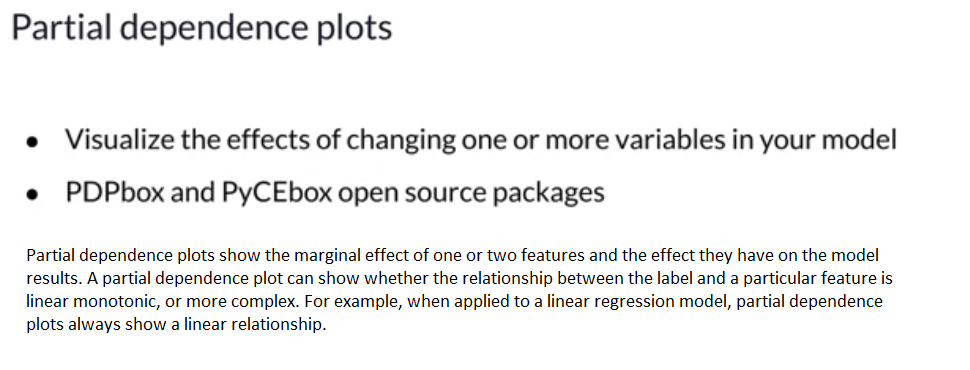 Partial dependence plots
• Visualize the effects of changing one or more variables in your model
• PDPbox and PyCEbox open source packages
Partial dependence plots show the marginal effect of one or two features and the effect they have on the model
results. A partial dependence plot can show whether the relationship between the label and a particular feature is
linear monotonic, or more complex. For example, when applied to a linear regression model, partial dependence
plots always show a linear relationship.